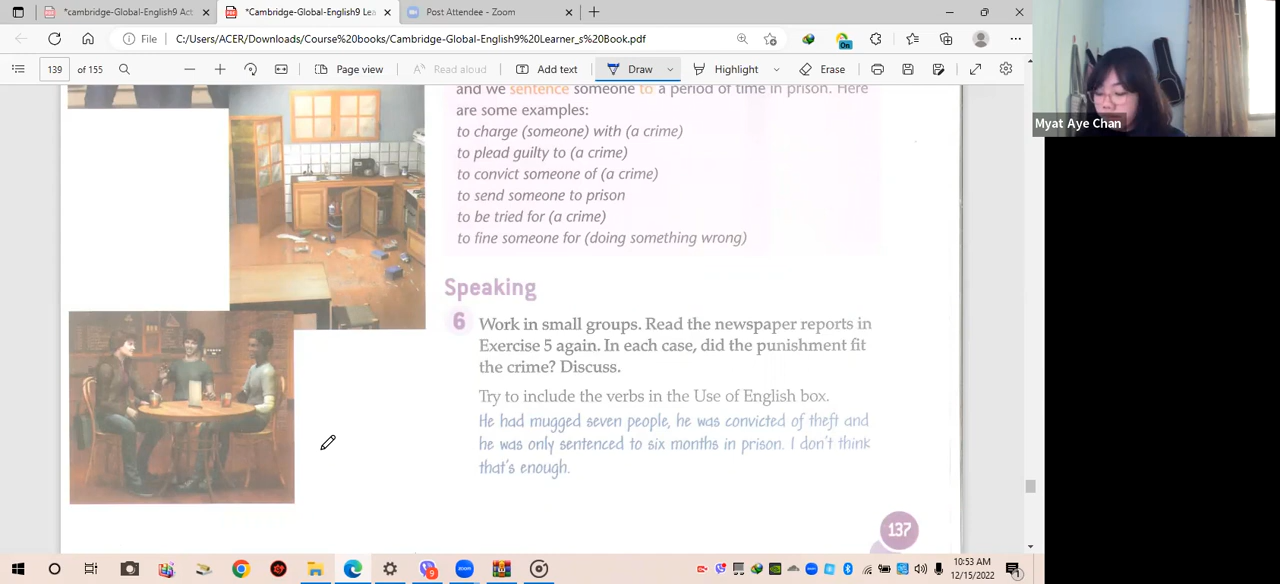 *cambridge-Global-English9 Act
*Cambridge-Global-English9 Lea
Post Attendee - Zoom
File
C:/Users/ACER/Downloads/Course%20books/Cambridge-Global-English9%20Learner_s%20Book.pdf
On
139 of 155
Page view
Read aloud
Add text
Draw
Highlight
Erase
Myat Aye Chan
and we sentence someone to a period of time in prison. Here
are some examples:
to charge (someone) with (a crime)
to plead guilty to (a crime)
to convict someone of (a crime)
to send someone to prison
to be tried for (a crime)
to fine someone for (doing something wrong)
Speaking
6 Work in small groups. Read the newspaper reports in
Exercise 5 again. In each case, did the punishment fit
the crime? Discuss.
Try to include the verbs in the Use of English box.
He had mugged seven people, he was convicted of theft and
he was only sentenced to six months in prison. I don't think
that's enough.
137
9
zoom
10:53 AM
12/15/2022
1